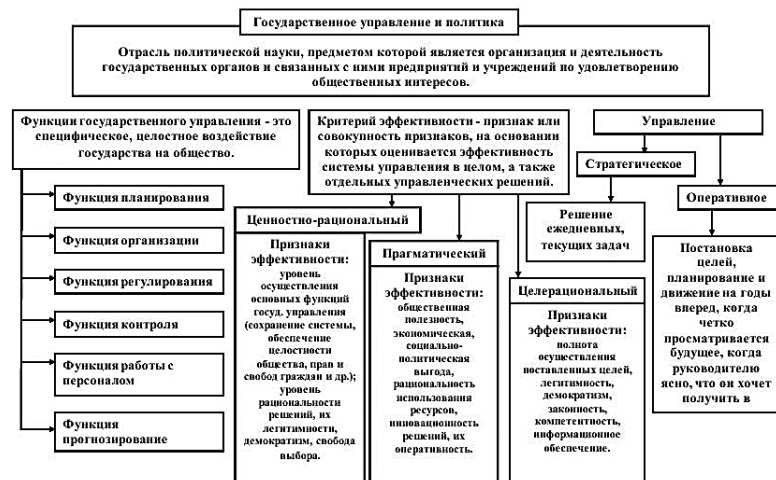 Государственное управление и политика
Отрасль политической науки, предметом которой является организация и деятельность
государственных органов и связанных с ними предприятий и учреждений по удовлетворению
общественных интересов.
Функции государственного управления - это
специфическое, целостное воздействие
государства на общество.
Функция планирования
Функция организации
Функция регулирования
Функция контроля
Функция работы с
персоналом
Функция
прогнозирование
Критерий эффективности - признак или
совокупность признаков, на основании
которых оценивается эффективность
системы управления в целом, а также
отдельных управленческих решений.
Ценностно-рациональный
Признаки
эффективности:
уровень
осуществления
основных функций
госуд. управления
(сохранение системы,
обеспечение
целостности
общества, прав и
свобод граждан и др.);
уровень
рациональности
решений, их
легитимности,
демократизм, свобода
выбора.
Прагматический
Признаки
эффективности:
общественная
полезность,
экономическая,
социально-
политическая
выгода,
рациональность
использования
ресурсов,
инновационность
решений, их
оперативность.
Целерациональный
Признаки
эффективности:
полнота
осуществления
поставленных целей,
легитимность,
демократизм,
законность,
компетентность,
информационное
обеспечение.
Управление
Стратегическое
Решение
ежедневных,
текущих задач
Оперативное
Постановка
целей,
планирование и
движение на годы
вперед, когда
четко
просматривается
будущее, когда
руководителю
ясно, что он хочет
получить в